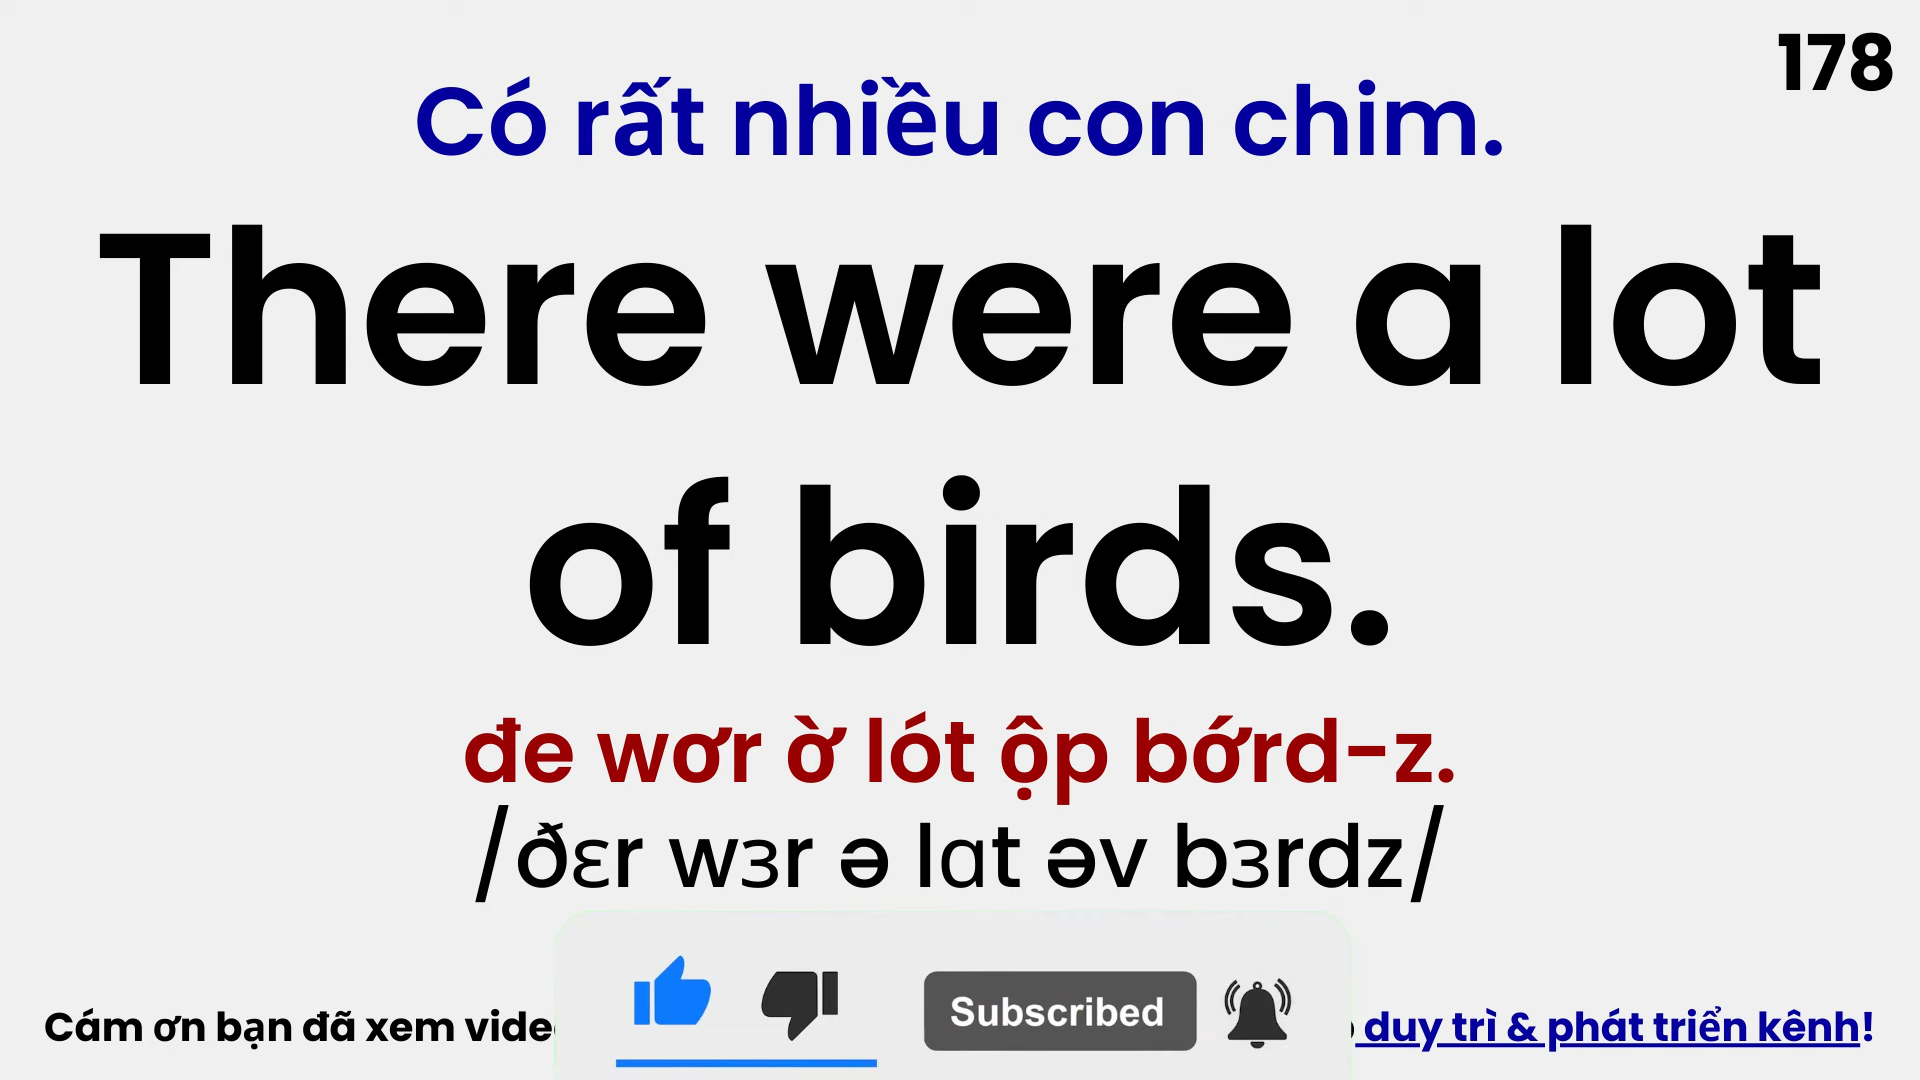 178
Có rất nhiều con chim.
There were a lot
of birds.
đe wơr ờ lót ộp bớrd-z.
/ðɛr wɜr ə lɑt əv bɜrdz/
Subscribed
Cám ơn bạn đã xem duy trì & phát triển kênh!